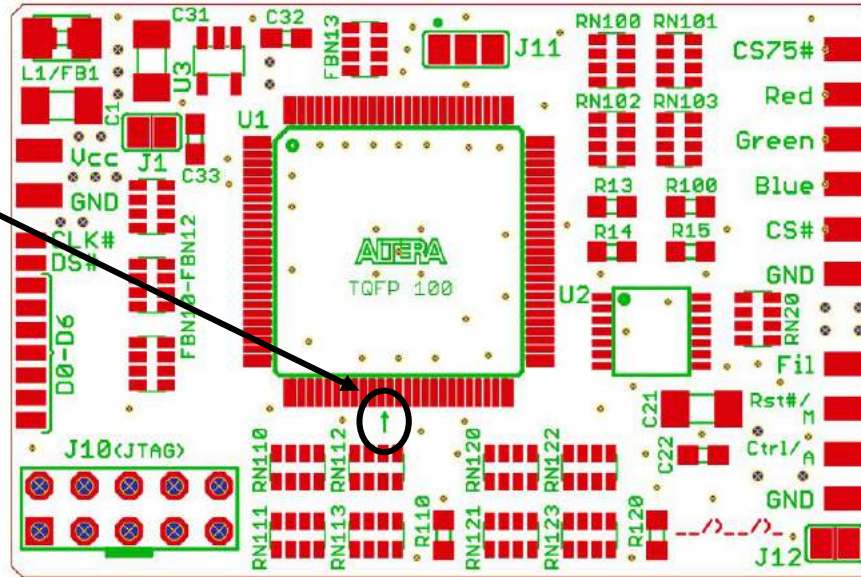 C31
C32
FBN13
J11
RN100
RN101
CS75#
L1/FB1
U3
Red
C1
RN102
RN103
U1
Green
Vcc
J1
C33
GND
R13
R100
Blue
CLK#
DS#
FBN10-FBN12
R14
R15
CS#
ALTERA
TQFP 100
GND
U2
RN20
D0-D6
Fil
C21
Rst#/M
J10(JTAG)
RN110
RN112
RN120
RN122
C22
Ctrl/A
GND
RN111
RN113
R110
RN121
RN123
R120
J12